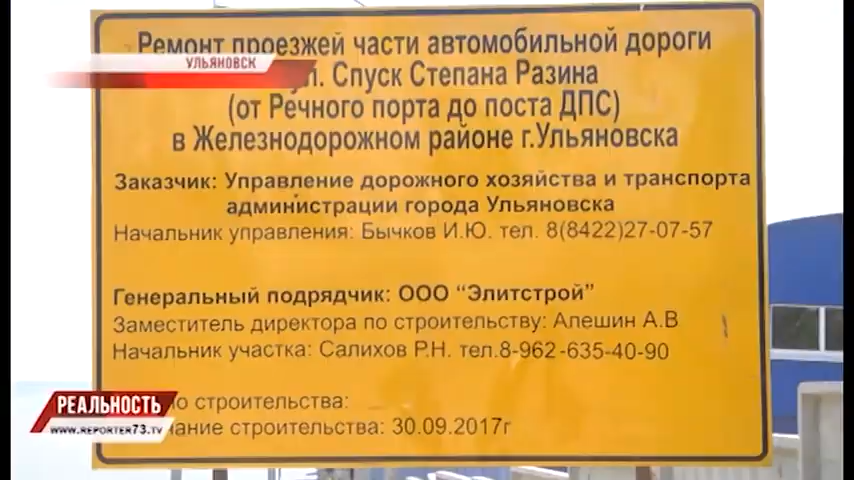 Ремонт проезжей части автомобильной дороги
УЛЬЯНОВСК
ул. Спуск Степана Разина
(от Речного порта до поста ДПС)
в Железнодорожном районе г.Ульяновска
Заказчик: Управление дорожного хозяйства и транспорта
администрации города Ульяновска
Начальник управления: Бычков И.Ю. тел. 8(8422)27-07-57
Генеральный подрядчик: ООО "Элитстрой"
Заместитель директора по строительству: Алешин А.В
Начальник участка: Салихов Р.Н. тел.8-962-635-40-90
РЕАЛЬНОСТЬ
WWW.REPORTER73.TV
строительства:
строительства: 30.09.2017г